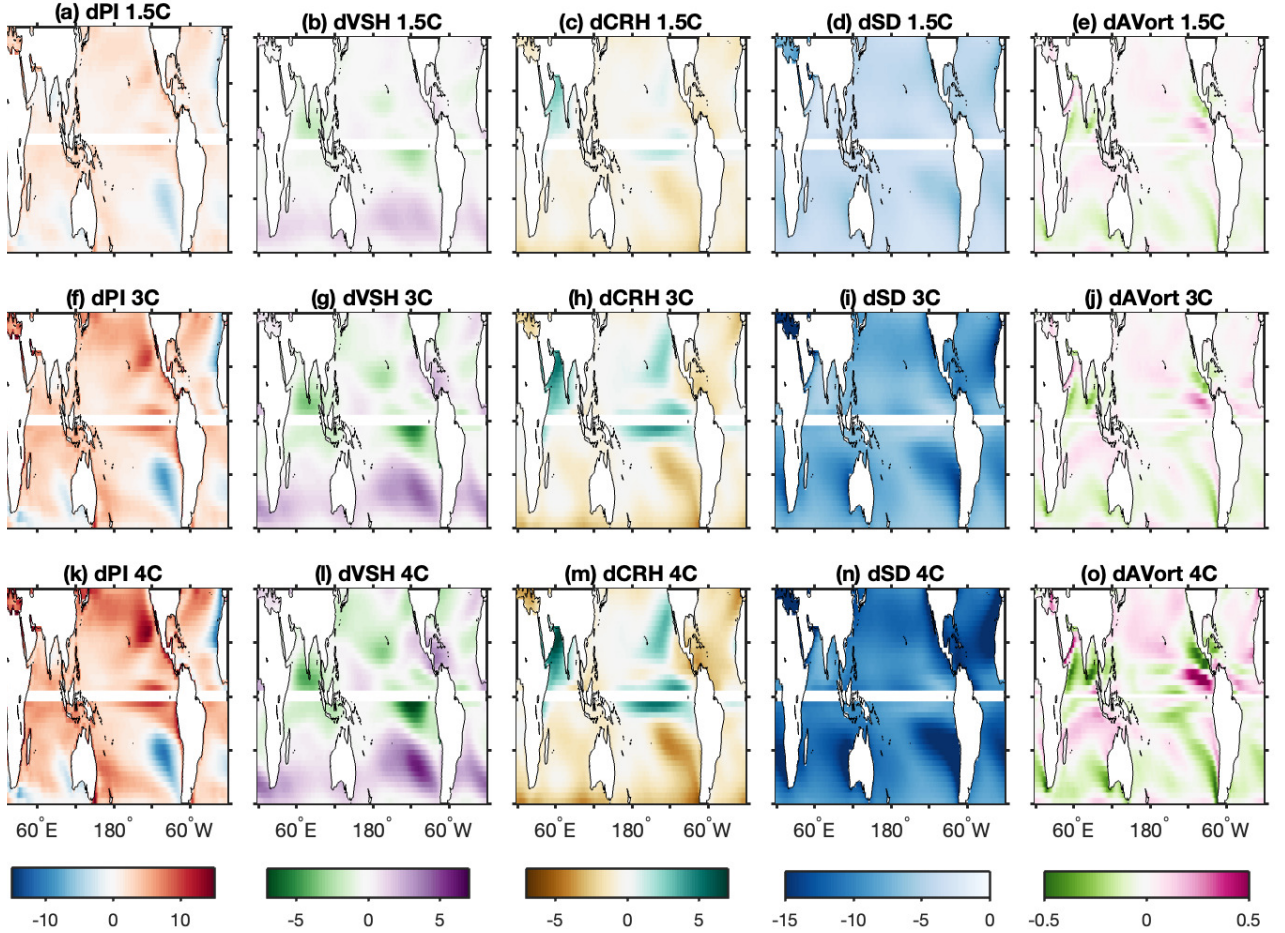 (a) dPI 1.5C
(b) dVSH 1.5C
(c) dCRH 1.5C
(d) dSD 1.5C
(e) dAVort 1.5C
(f) dPI 3C
(g) dVSH 3C
(h) dCRH 3C
(i) dSD 3C
(j) dAVort 3C
(k) dPI 4C
(l) dVSH 4C
(m) dCRH 4C
(n) dSD 4C
(o) dAVort 4C
60°E 180° 60°W
60°E 180° 60°W
60°E 180° 60°W
60°E 180° 60°W
60°E 180° 60°W
-10 0 10
-5 0 5
-5 0 5
-15 -10 -5 0
-0.5 0 0.5